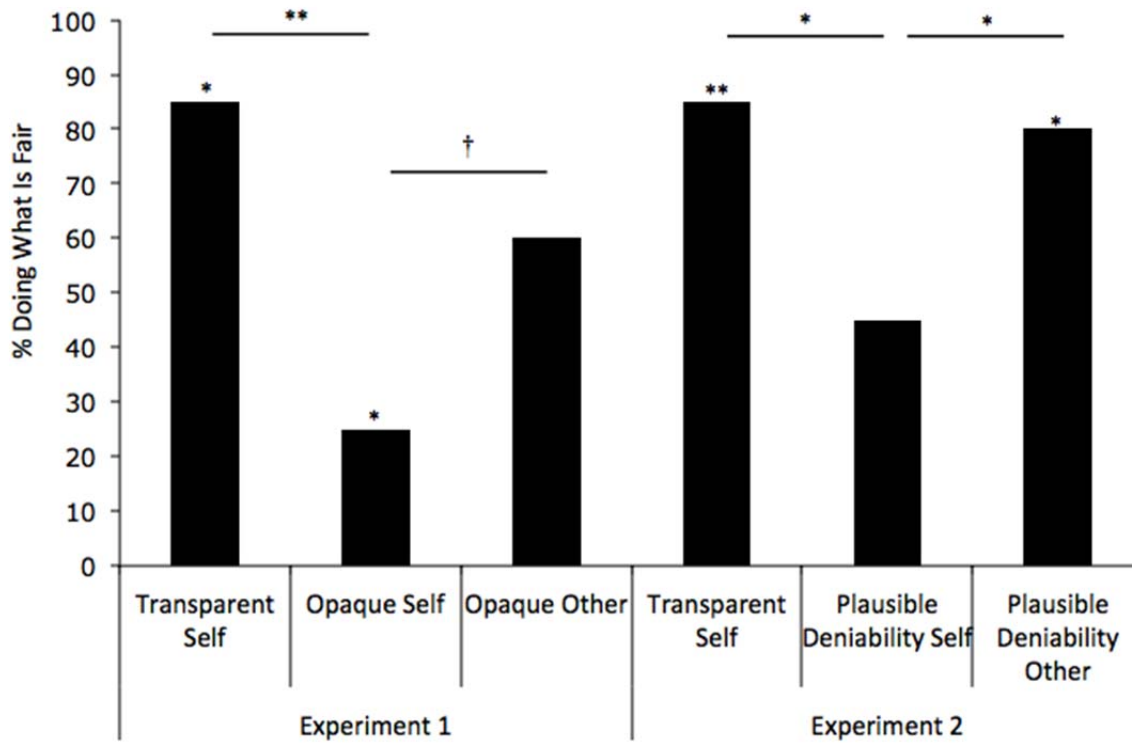 100
90
80
70
60
50
40
30
20
10
0
% Doing What Is Fair
**
*
*
†
*
*
**
*
Transparent Self
Opaque Self
Opaque Other
Transparent Self
Plausible Deniability Self
Plausible Deniability Other
Experiment 1
Experiment 2